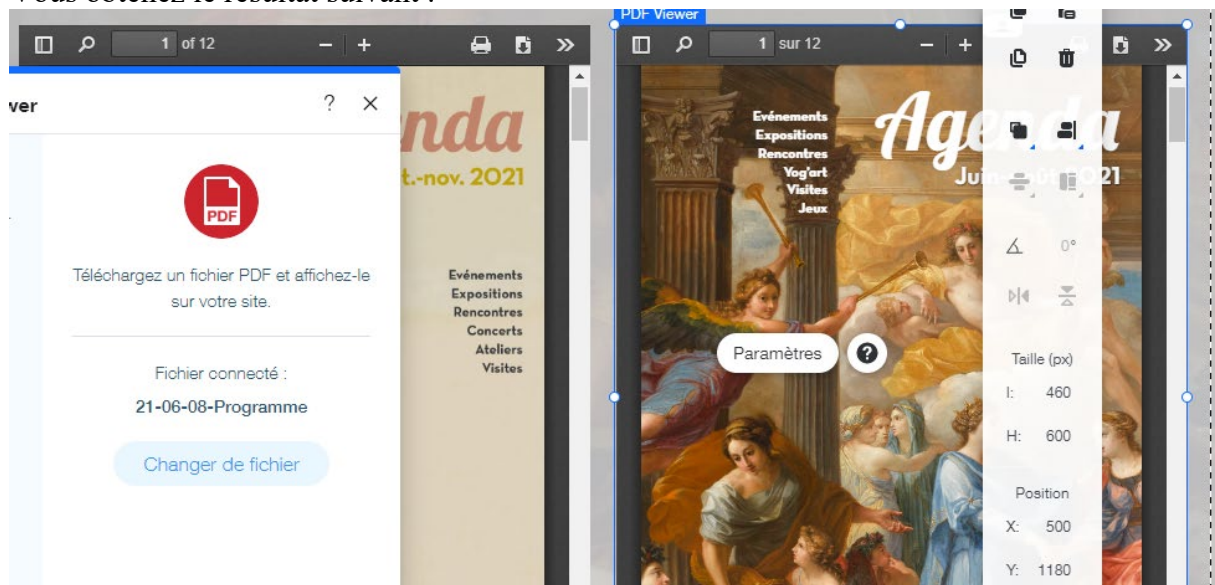 Vous obtenez le résultat suivant :
PDF Viewer
1 of 12
1 sur 12
? ×
nda
t.-nov. 2021
PDF
Téléchargez un fichier PDF et affichez-le
sur votre site.
Fichier connecté :
21-06-08-Programme
Changer de fichier
Evénements
Expositions
Rencontres
Concerts
Ateliers
Visites
Evénements
Expositions
Rencontres
Yog'art
Visites
Jeux
Agenda
Juin-août 2021
Paramètres
?
0°
Taille (px)
l: 460
H: 600
Position
X: 500
Y: 1180